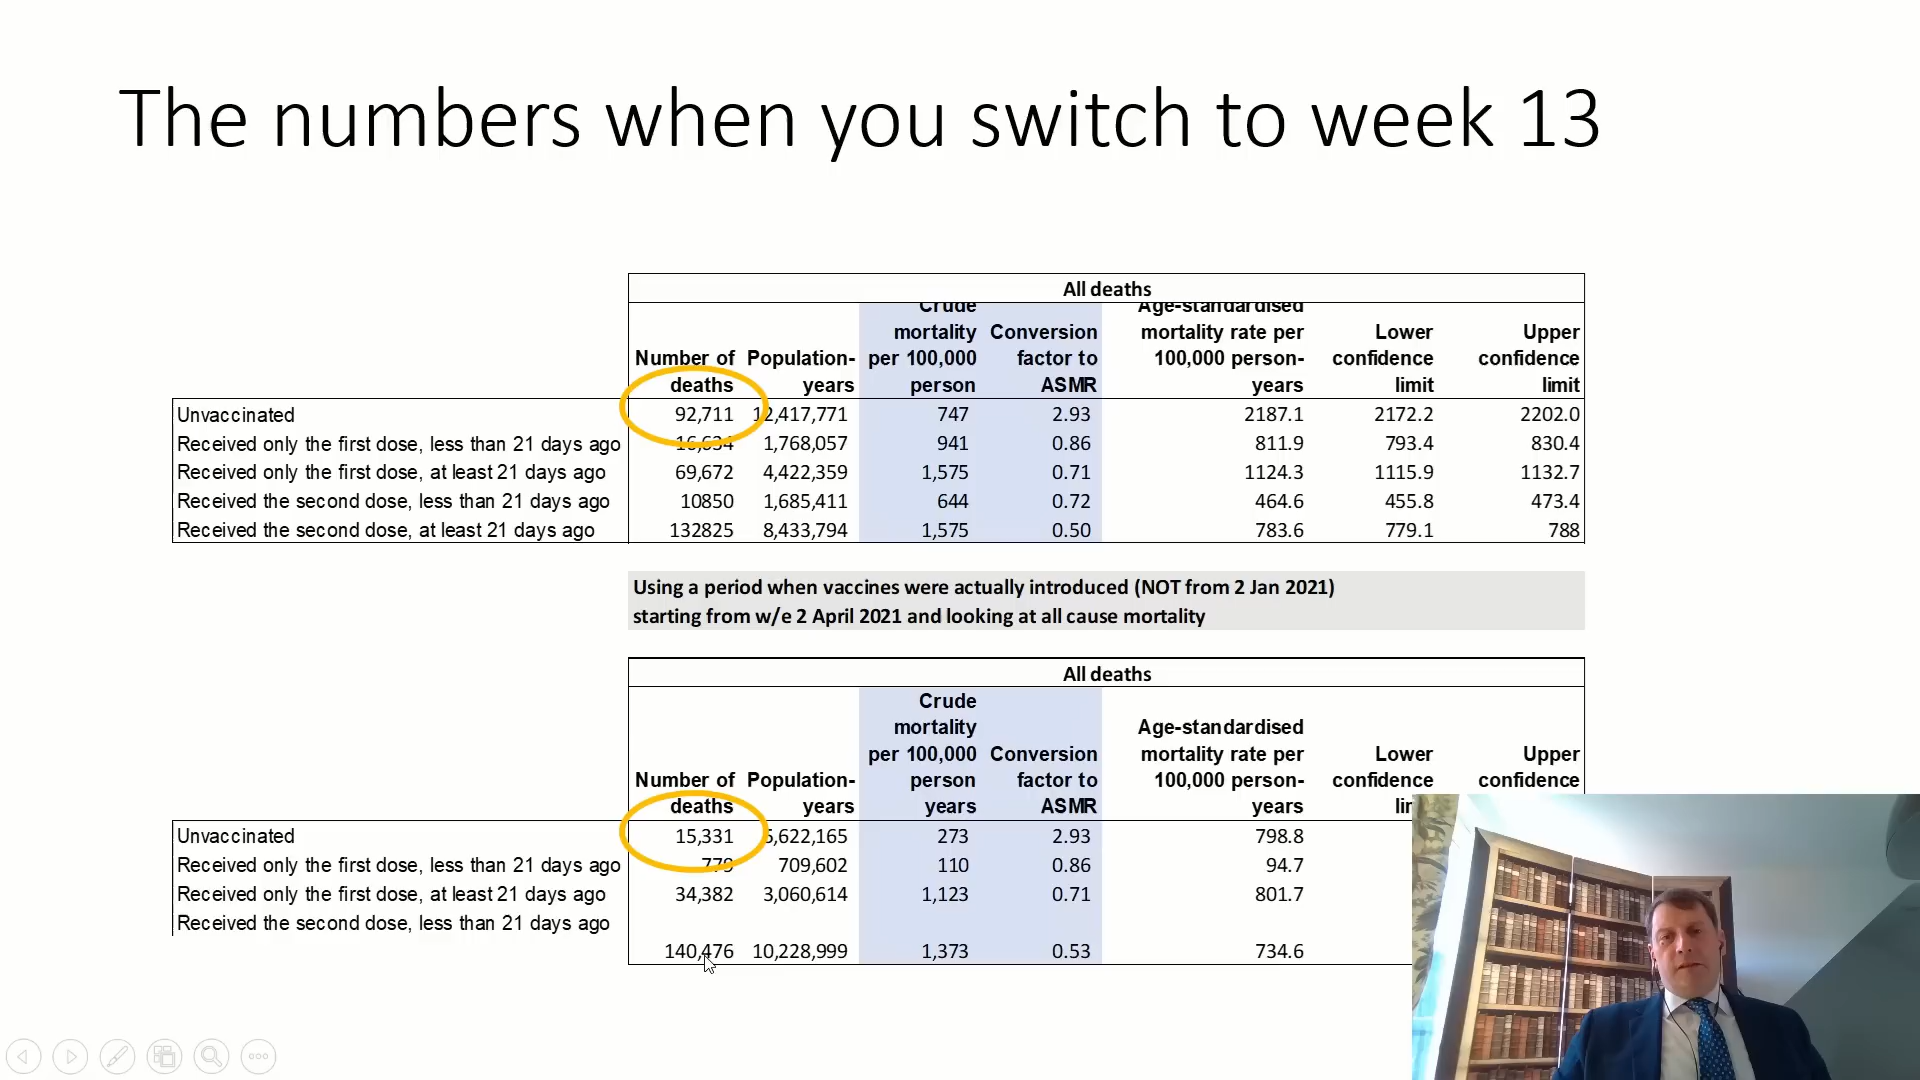 The numbers when you switch to week 13
All deaths
Crude
Age-standardised
mortality Conversion mortality rate per Lower Upper
Number of Population- per 100,000 factor to 100,000 person- confidence confidence
deaths years person ASMR years limit limit
Unvaccinated 92,711 12,417,771 747 2.93 2187.1 2172.2 2202.0
Received only the first dose, less than 21 days ago 16,634 1,768,057 941 0.86 811.9 793.4 830.4
Received only the first dose, at least 21 days ago 69,672 4,422,359 1,575 0.71 1124.3 1115.9 1132.7
Received the second dose, less than 21 days ago 10850 1,685,411 644 0.72 464.6 455.8 473.4
Received the second dose, at least 21 days ago 132825 8,433,794 1,575 0.50 783.6 779.1 788
Using a period when vaccines were actually introduced (NOT from 2 Jan 2021)
starting from w/e 2 April 2021 and looking at all cause mortality
All deaths
Crude
mortality Age-standardised
per 100,000 Conversion mortality rate per Lower Upper
Number of Population- person factor to 100,000 person- confidence confidence
deaths years years ASMR years
Unvaccinated 15,331 5,622,165 273 2.93 798.8
Received only the first dose, less than 21 days ago 779 709,602 110 0.86 94.7
Received only the first dose, at least 21 days ago 34,382 3,060,614 1,123 0.71 801.7
Received the second dose, less than 21 days ago
140,476 10,228,999 1,373 0.53 734.6